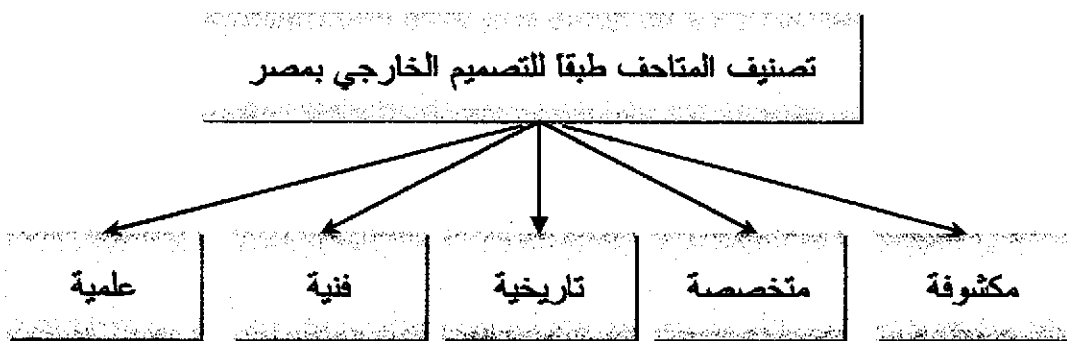 تصنيف المتاحف طبقاً للتصميم الخارجي بمصر
مكشوفة
متخصصة
تاريخية
فنية
علمية